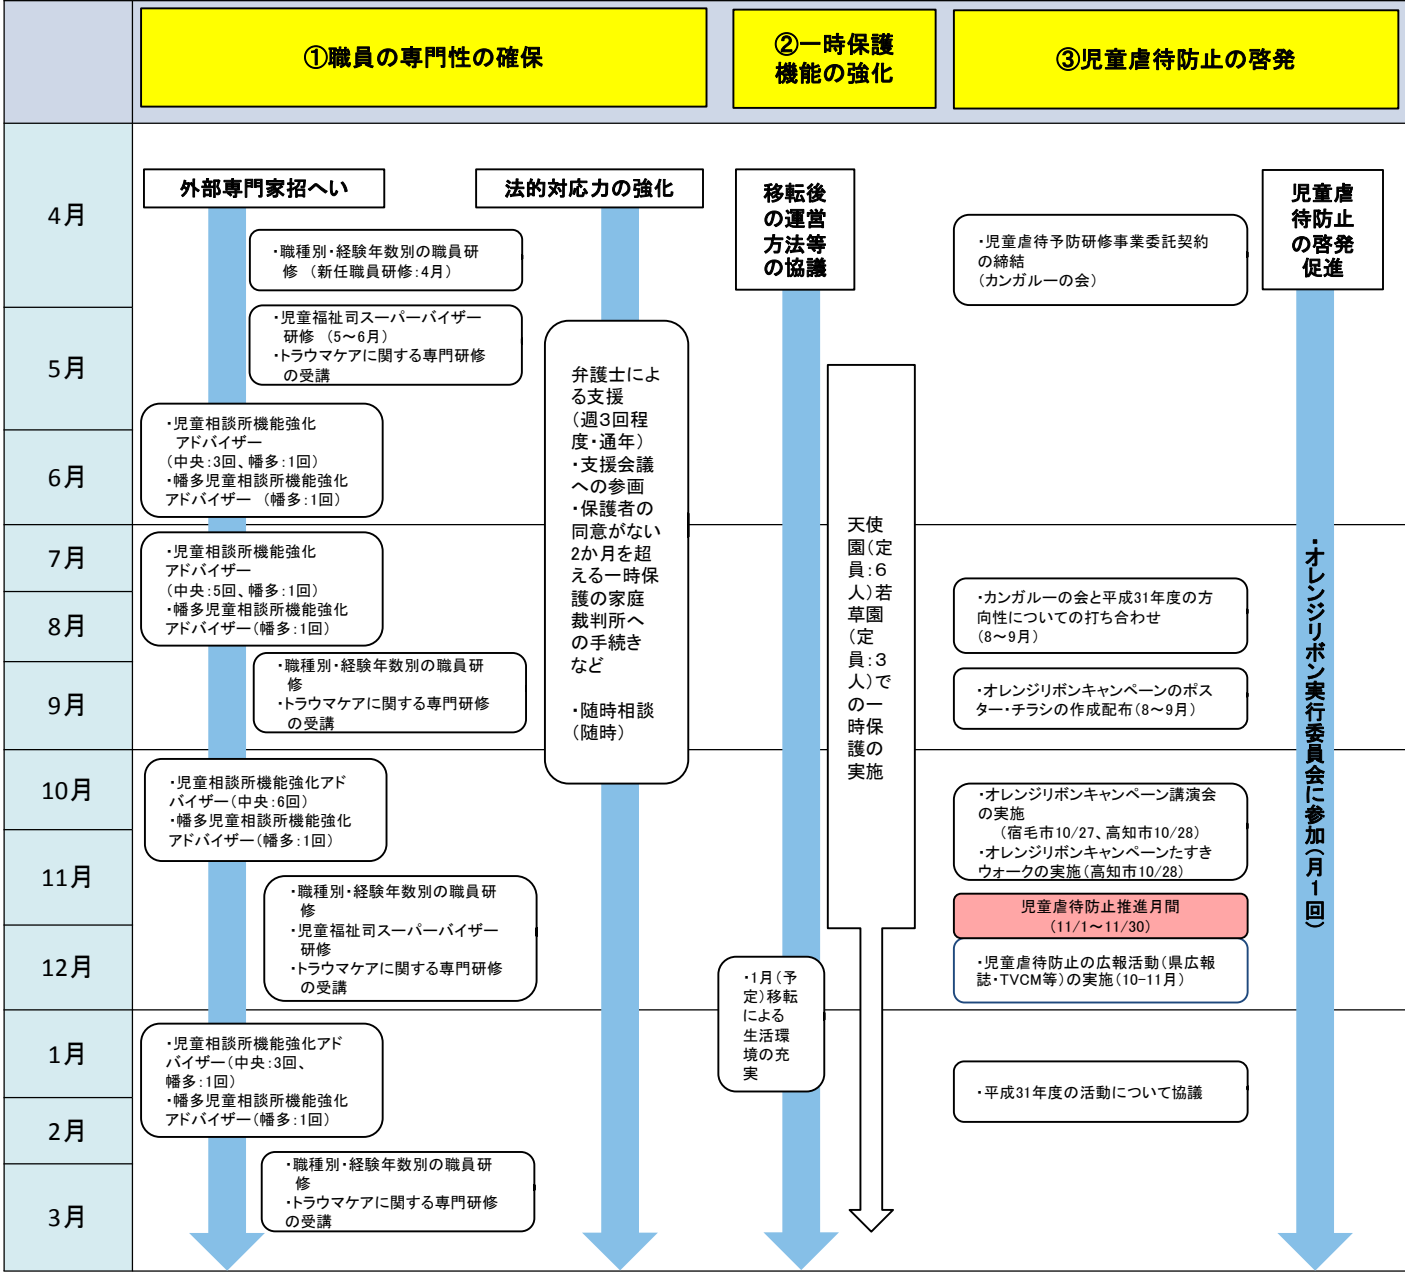 ①職員の専門性の確保
②一時保護
機能の強化
③児童虐待防止の啓発
4月
5月
6月
7月
8月
9月
10月
11月
12月
1月
2月
3月
外部専門家招へい
・職種別・経験年数別の職員研
修 (新任職員研修:4月)
・児童福祉司スーパーバイザー
研修 (5～6月)
・トラウマケアに関する専門研修
の受講
・児童相談所機能強化
アドバイザー
(中央:3回、幡多:1回)
・幡多児童相談所機能強化
アドバイザー (幡多:1回)
・児童相談所機能強化
アドバイザー
(中央:5回、幡多:1回)
・幡多児童相談所機能強化
アドバイザー(幡多:1回)
・職種別・経験年数別の職員研
修
・トラウマケアに関する専門研修
の受講
・児童相談所機能強化アド
バイザー(中央:6回)
・幡多児童相談所機能強化
アドバイザー(幡多:1回)
・職種別・経験年数別の職員研
修
・児童福祉司スーパーバイザー
研修
・トラウマケアに関する専門研修
の受講
・児童相談所機能強化アド
バイザー(中央:3回、
幡多:1回)
・幡多児童相談所機能強化
アドバイザー(幡多:1回)
・職種別・経験年数別の職員研
修
・トラウマケアに関する専門研修
の受講
法的対応力の強化
弁護士によ
る支援
(週3回程
度・通年)
・支援会議
への参画
・保護者の
同意がない
2か月を超
える一時保
護の家庭
裁判所へ
の手続き
など
・随時相談
(随時)
移転後
の運営
方法等
の協議
天使
園(定
員:6
人)若
草園
(定
員:3
人)で
の一
時保
護の
実施
・1月(予
定)移転
による
生活環
境の充
実
・児童虐待予防研修事業委託契約
の締結
(カンガルーの会)
・カンガルーの会と平成31年度の方
向性についての打ち合わせ
(8～9月)
・オレンジリボンキャンペーンのポス
ター・チラシの作成配布(8～9月)
・オレンジリボンキャンペーン講演会
の実施
(宿毛市10/27、高知市10/28)
・オレンジリボンキャンペーンたすき
ウォークの実施(高知市10/28)
児童虐待防止推進月間
(11/1～11/30)
・児童虐待防止の広報活動(県広報
誌・TVCM等)の実施(10-11月)
・平成31年度の活動について協議
児童虐
待防止
の啓発
促進
・オレンジリボン実行委員会に参加(月1回)